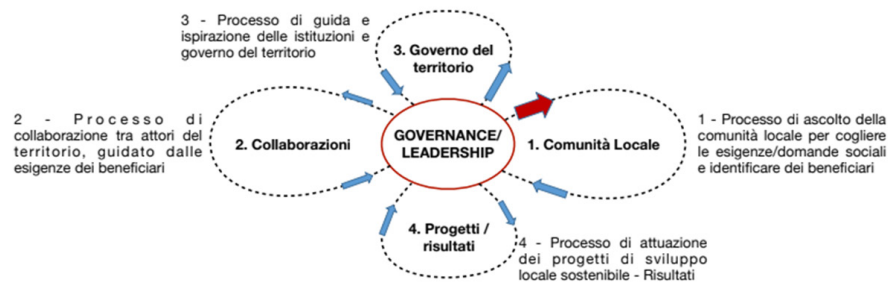 3 - Processo di guida e
ispirazione delle istituzioni e
governo del territorio
3. Governo del
territorio
2 - Processo di
collaborazione tra attori del
territorio, guidato dalle
esigenze dei beneficiari
2. Collaborazioni
GOVERNANCE/
LEADERSHIP
1. Comunità Locale
1 - Processo di ascolto della
comunità locale per cogliere
le esigenze/domande sociali
e identificare dei beneficiari
4. Progetti /
risultati
4 - Processo di attuazione
dei progetti di sviluppo
locale sostenibile - Risultati